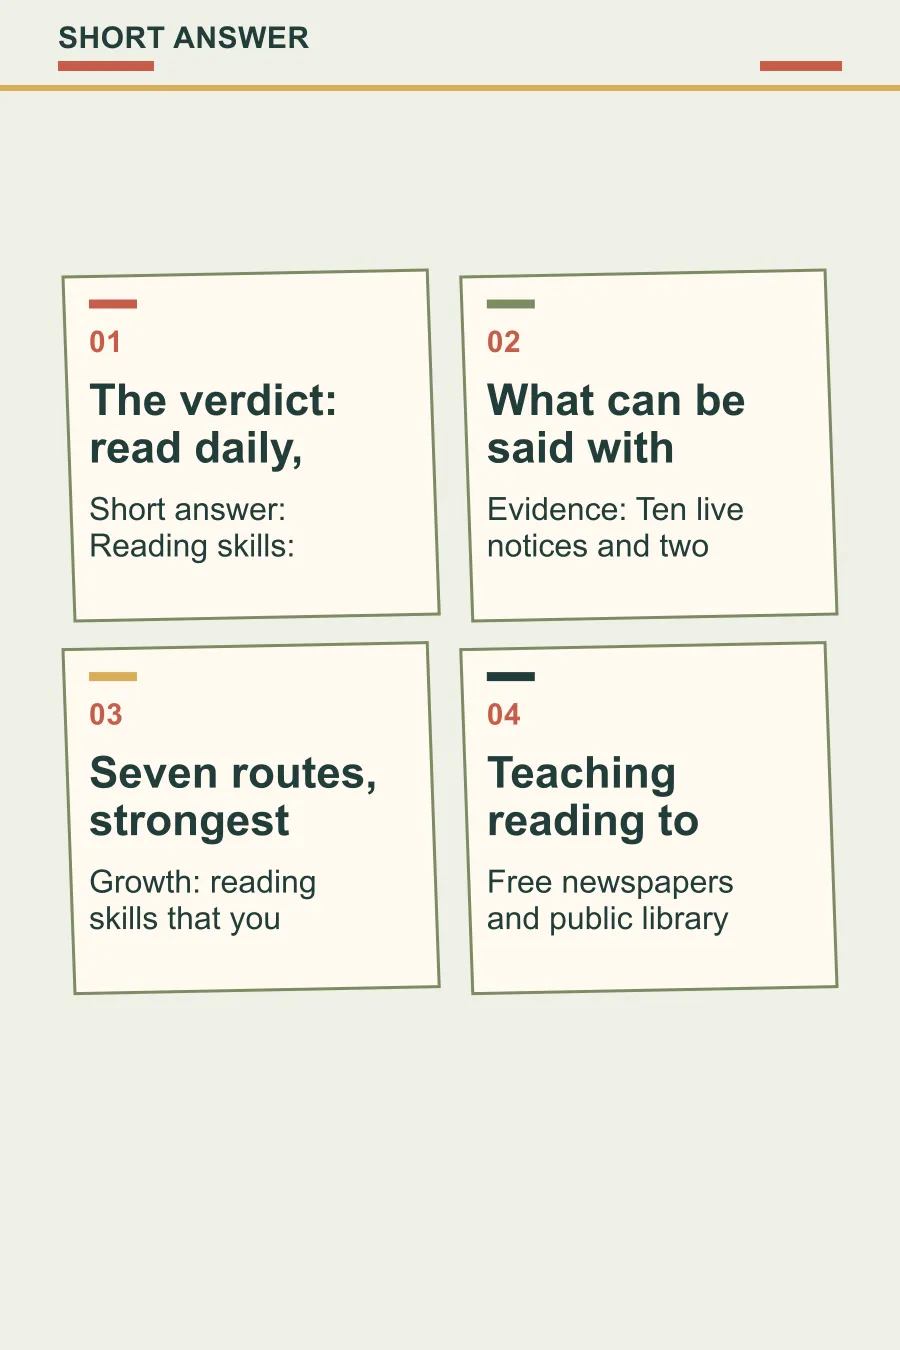 SHORT ANSWER
01
The verdict:
read daily,
Short answer:
Reading skills:
02
What can be
said with
Evidence: Ten live
notices and two
03
Seven routes,
strongest
Growth: reading
skills that you
04
Teaching
reading to
Free newspapers
and public library